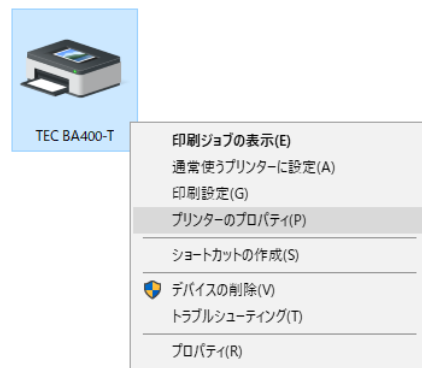 TEC BA400-T
印刷ジョブの表示(E)
通常使うプリンターに設定(A)
印刷設定(G)
プリンターのプロパティ(P)
ショートカットの作成(S)
デバイスの削除(V)
トラブルシューティング(T)
プロパティ(R)